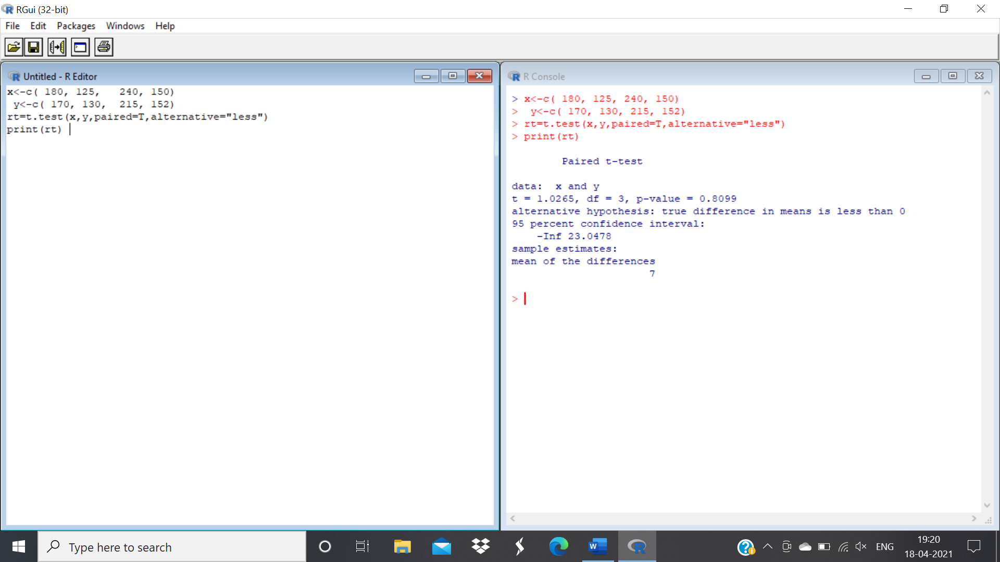 RGui (32-bit)
File Edit Packages Windows Help
Untitled - R Editor
x<-c( 180, 125,   240, 150)
 y<-c( 170, 130,  215, 152)
rt=t.test(x,y,paired=T,alternative="less")
print(rt)
R Console
> x<-c( 180, 125, 240, 150)
>  y<-c( 170, 130, 215, 152)
> rt=t.test(x,y,paired=T,alternative="less")
> print(rt)
Paired t-test
data:  x and y
t = 1.0265, df = 3, p-value = 0.8099
alternative hypothesis: true difference in means is less than 0
95 percent confidence interval:
    -Inf 23.0478
sample estimates:
mean of the differences
7
>
Type here to search
W
ENG
19:20
18-04-2021